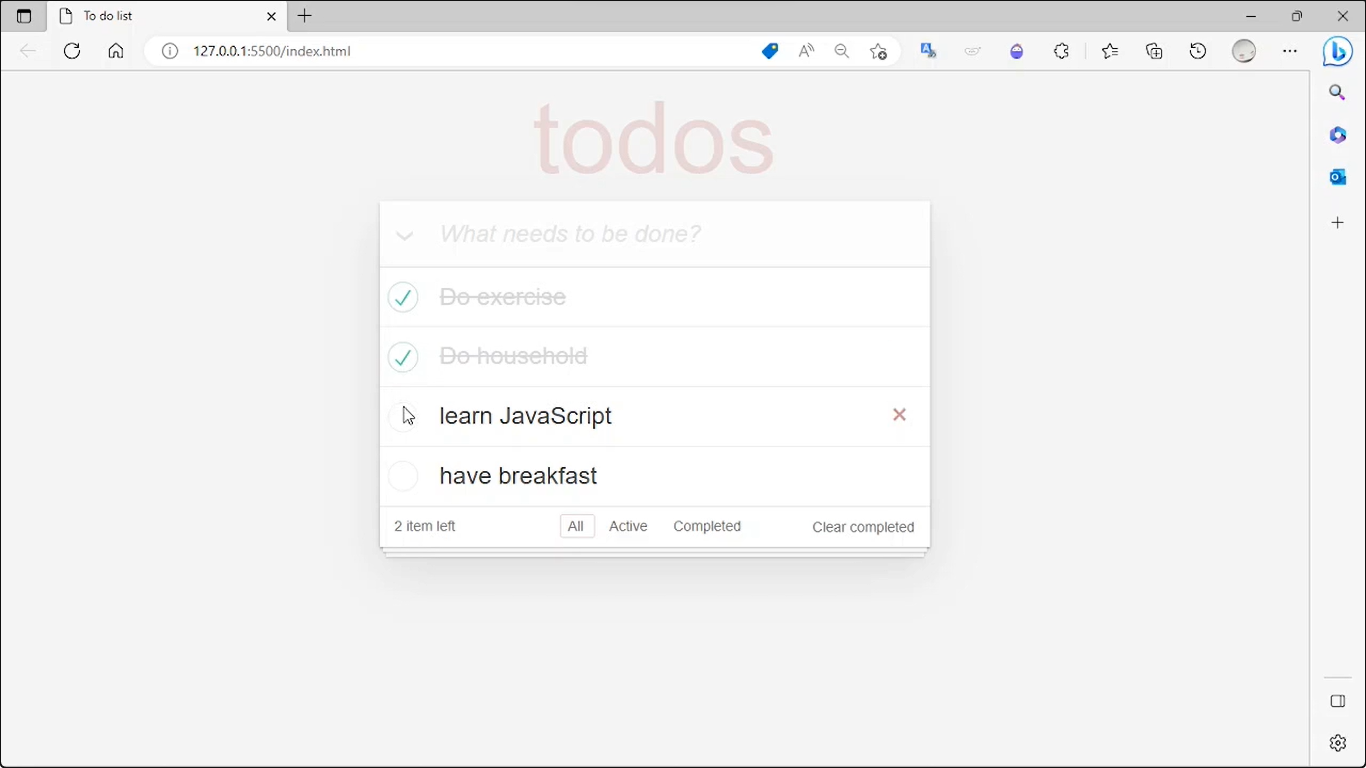 To do list
127.0.0.1:5500/index.html
todos
What needs to be done?
Do exercise
Do household
learn JavaScript
have breakfast
2 item left All Active Completed Clear completed